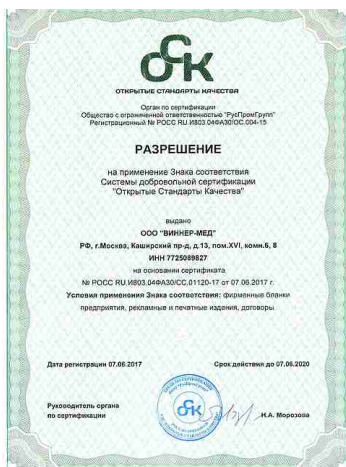 ОСК
ОТКРЫТЫЕ СТАНДАРТЫ КАЧЕСТВА
Орган по сертификации
Общество с ограниченной ответственностью "РусПромГрупп"
Регистрационный № РОСС RU.И803.04ФА30/ОС.004-15
РАЗРЕШЕНИЕ
на применение Знака соответствия
Системы добровольной сертификации
"Открытые Стандарты Качества"
выдано
ООО "ВИННЕР-МЕД"
РФ, г.Москва, Каширский пр-д, д.13, пом.XVI, комн.6, 8
ИНН 7725089827
на основании сертификата
№ РОСС RU.И803.04ФА30/СС.01120-17 от 07.06.2017 г.
Условия применения Знака соответствия: фирменные бланки
предприятия, рекламные и печатные издания, договоры
Дата регистрации 07.06.2017
Срок действия до 07.06.2020
Руководитель органа
по сертификации
ОСК
Н.А. Морозова